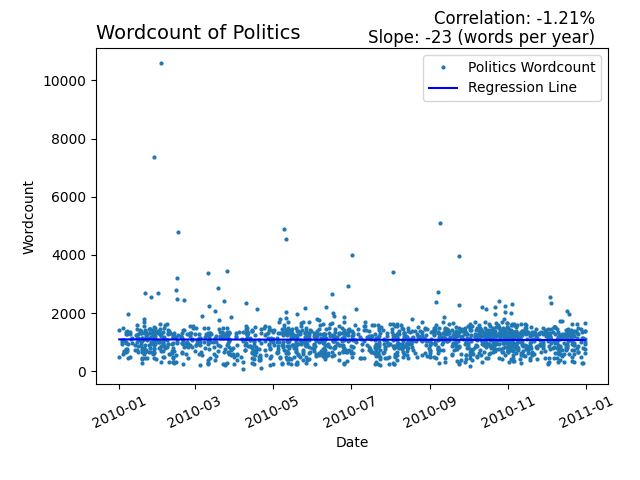 Wordcount of Politics
Correlation: -1.21%
Slope: -23 (words per year)
Politics Wordcount
Regression Line
10000
8000
6000
4000
2000
0
Wordcount
2010-01
2010-03
2010-05
2010-07
2010-09
2010-11
2011-01
Date